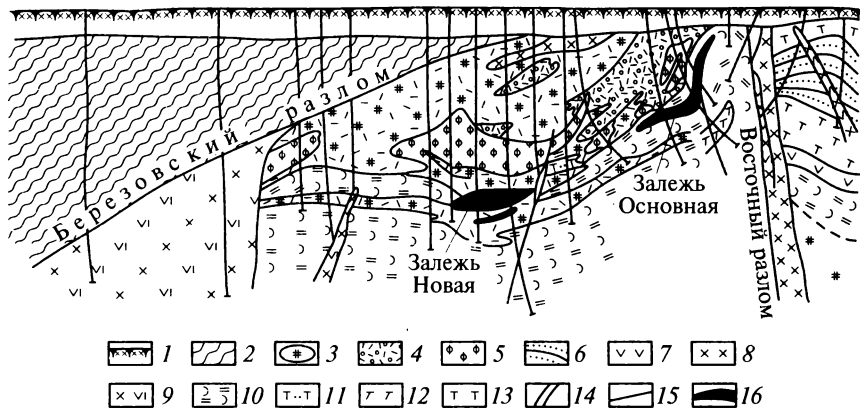 Березовский разлом
Залежь
Основная
Восточный разлом
Залежь
Новая
1 2 3 4 5 6 7 8
9 10 11 12 13 14 15 16